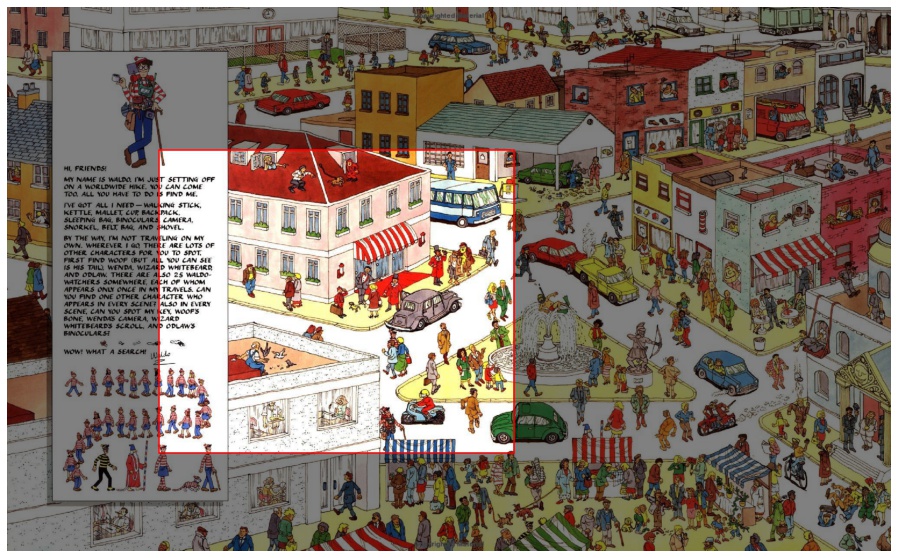 HI, FRIENDS!
MY NAME IS WALDO. I'M JUST SETTING OFF
ON A WORLDWIDE HIKE. YOU CAN COME
TOO. ALL YOU HAVE TO DO IS FIND ME.
I'VE GOT ALL I NEED — WALKING STICK,
KETTLE, MALLET, CUP, BACKPACK,
SLEEPING BAG, BINOCULARS, CAMERA,
SNORKEL, BELT, BAG, AND SHOVEL.
BY THE WAY, I'M NOT TRAVELING ON MY
OWN. WHEREVER I GO THERE ARE LOTS OF
OTHER CHARACTERS FOR YOU TO SPOT.
FIRST FIND WOOF (BUT ALL YOU CAN SEE
IS HIS TAIL), WENDA, WIZARD WHITEBEARD,
AND ODLAW. THERE ARE ALSO 25 WALDO-
WATCHERS SOMEWHERE, EACH OF WHOM
APPEARS ONLY ONCE IN MY TRAVELS. CAN
YOU FIND ONE OTHER CHARACTER WHO
APPEARS IN EVERY SCENE? ALSO IN EVERY
SCENE, CAN YOU SPOT MY KEY, WOOF'S
BONE, WENDA'S CAMERA, WIZARD
WHITEBEARD'S SCROLL, AND ODLAW'S
BINOCULARS?
WOW! WHAT A SEARCH! Waldo